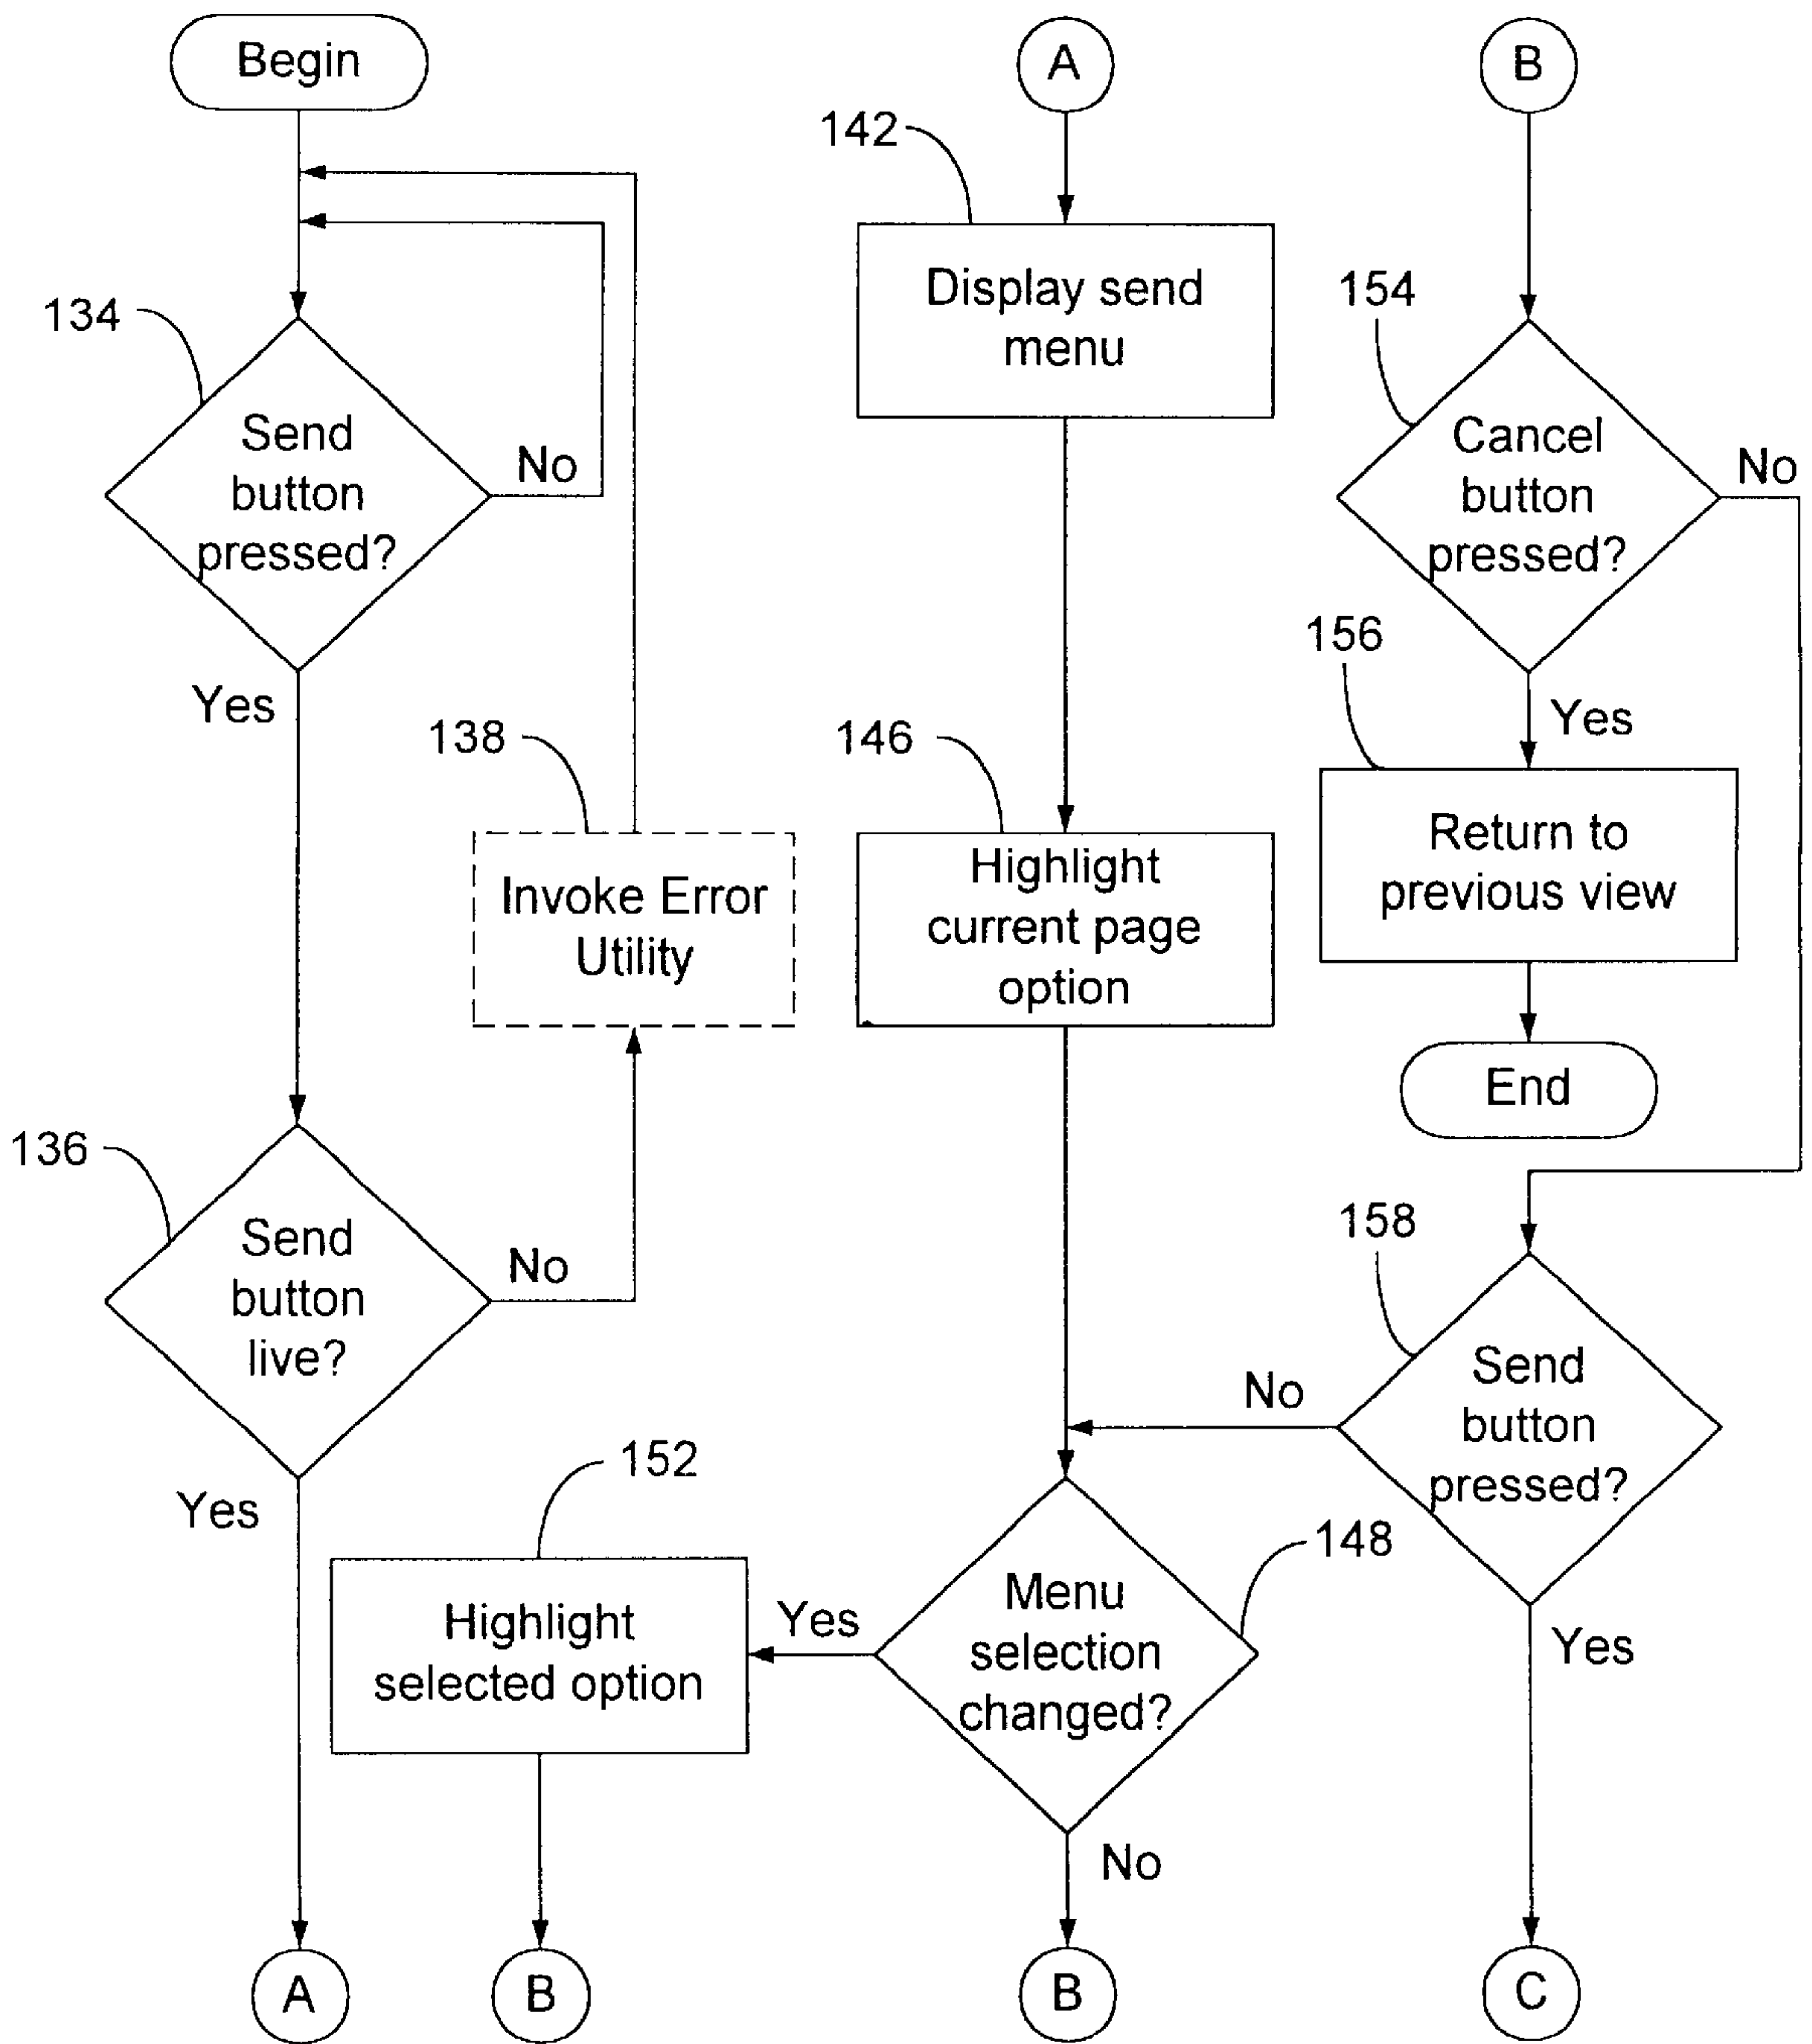 Begin
134
Send
button
pressed?
No
Yes
138
Invoke Error
Utility
136
Send
button
live?
No
Yes
A
152
Highlight
selected option
B
A
142
Display send
menu
146
Highlight
current page
option
148
Menu
selection
changed?
Yes
No
B
B
154
Cancel
button
pressed?
No
Yes
156
Return to
previous view
End
158
Send
button
pressed?
No
Yes
C